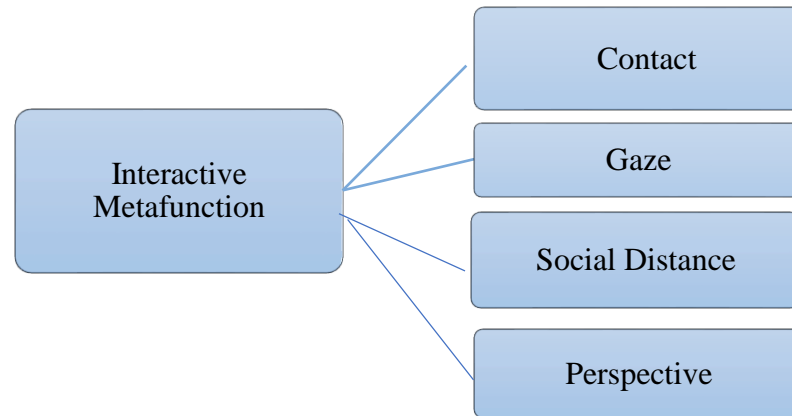 Interactive
Metafunction
Contact
Gaze
Social Distance
Perspective